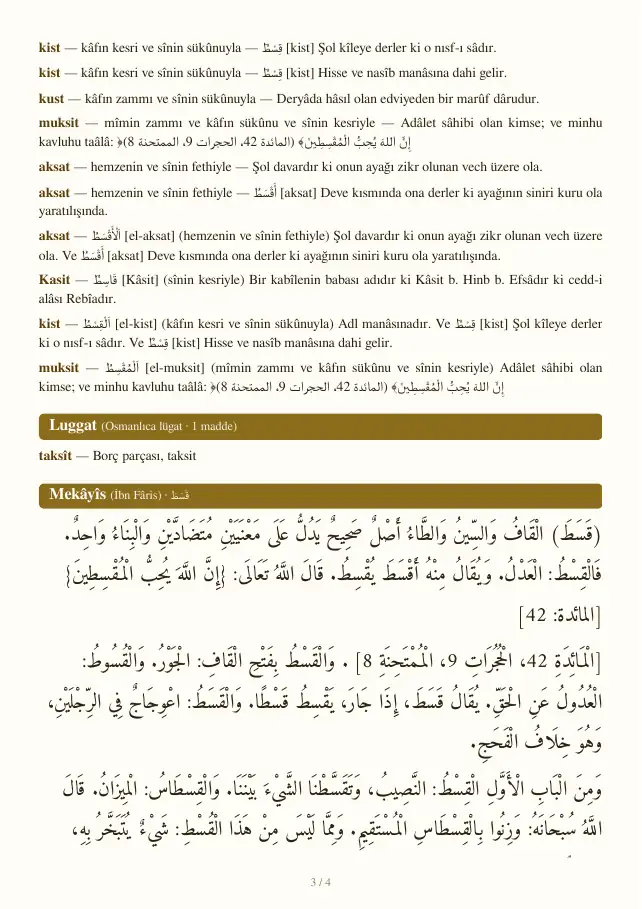 kist — kâfın kesri ve sînin sükûnuyla — قِسْطٌ [kist] Şol kîleye derler ki o nısf-ı sâdır.
kist — kâfın kesri ve sînin sükûnuyla — قِسْطٌ [kist] Hisse ve nasîb manâsına dahi gelir.
kust — kâfın zammı ve sînin sükûnuyla — Deryâda hâsıl olan edviyeden bir marûf dârudur.
muksit — mîmin zammı ve kâfın sükûnu ve sînin kesriyle — Adâlet sâhibi olan kimse; ve minhu
kavluhu taâlâ: ﴿إِنَّ اللهَ يُحِبُّ الْمُقْسِطِينَ﴾ (المائدة 42، الحجرات 9، الممتحنة 8)
aksat — hemzenin ve sînin fethiyle — Şol davardır ki onun ayağı zikr olunan vech üzere ola.
aksat — hemzenin ve sînin fethiyle — أَقْسَطُ [aksat] Deve kısmında ona derler ki ayağının siniri kuru ola
yaratılışında.
aksat — اَلْأَقْسَطُ [el-aksat] (hemzenin ve sînin fethiyle) Şol davardır ki onun ayağı zikr olunan vech üzere
ola. Ve أَقْسَطُ [aksat] Deve kısmında ona derler ki ayağının siniri kuru ola yaratılışında.
Kasit — قَاسِطٌ [Kâsit] (sînin kesriyle) Bir kabîlenin babası adıdır ki Kâsit b. Hinb b. Efsâdır ki cedd-i
alâsı Rebîadır.
kist — اَلْقِسْطُ [el-kist] (kâfın kesri ve sînin sükûnuyla) Adl manâsınadır. Ve قِسْطٌ [kist] Şol kîleye derler
ki o nısf-ı sâdır. Ve قِسْطٌ [kist] Hisse ve nasîb manâsına dahi gelir.
muksit — اَلْمُقْسِطُ [el-muksit] (mîmin zammı ve kâfın sükûnu ve sînin kesriyle) Adâlet sâhibi olan
kimse; ve minhu kavluhu taâlâ: ﴿إِنَّ اللهَ يُحِبُّ الْمُقْسِطِينَ﴾ (المائدة 42، الحجرات 9، الممتحنة 8)
Luggat (Osmanlıca lügat · 1 madde)
taksît — Borç parçası, taksit
Mekâyîs (İbn Fâris) · قسط
(قَسَطَ) الْقَافُ وَالسِّينُ وَالطَّاءُ أَصْلٌ صَحِيحٌ يَدُلُّ عَلَى مَعْنَيَيْنِ مُتَضَادَّيْنِ وَالْبِنَاءُ وَاحِدٌ.
فَالْقِسْطُ: الْعَدْلُ. وَيُقَالُ مِنْهُ أَقْسَطَ يُقْسِطُ. قَالَ اللَّهُ تَعَالَى: {إِنَّ اللَّهَ يُحِبُّ الْمُقْسِطِينَ}
[المائدة: 42]
[الْمَائِدَةِ 42، الْحُجُرَاتِ 9، الْمُمْتَحِنَةِ 8] . وَالْقَسْطُ بِفَتْحِ الْقَافِ: الْجَوْرُ. وَالْقُسُوطُ:
الْعُدُولُ عَنِ الْحَقِّ. يُقَالُ قَسَطَ، إِذَا جَارَ، يَقْسِطُ قَسْطًا. وَالْقَسَطُ: اعْوِجَاجٌ فِي الرِّجْلَيْنِ،
وَهُوَ خِلَافُ الْفَحَجِ.
وَمِنَ الْبَابِ الْأَوَّلِ الْقِسْطُ: النَّصِيبُ، وَتَقَسَّطْنَا الشَّيْءَ بَيْنَنَا. وَالْقِسْطَاسُ: الْمِيزَانُ. قَالَ
اللَّهُ سُبْحَانَهُ: وَزِنُوا بِالْقِسْطَاسِ الْمُسْتَقِيمِ. وَمِمَّا لَيْسَ مِنْ هَذَا الْقُسْطِ: شَيْءٌ يُتَبَخَّرُ بِهِ،
3 / 4